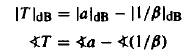 |T|dB = |a|dB − |1/β|dB
∢T = ∢a − ∢(1/β)